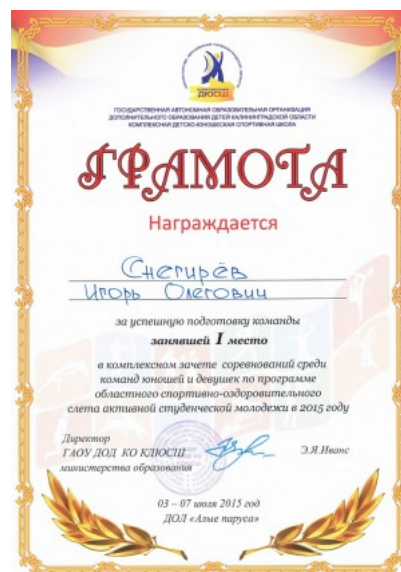 ДЮСШ
ГОСУДАРСТВЕННАЯ АВТОНОМНАЯ ОБРАЗОВАТЕЛЬНАЯ ОРГАНИЗАЦИЯ
ДОПОЛНИТЕЛЬНОГО ОБРАЗОВАНИЯ ДЕТЕЙ КАЛИНИНГРАДСКОЙ ОБЛАСТИ
КОМПЛЕКСНАЯ ДЕТСКО-ЮНОШЕСКАЯ СПОРТИВНАЯ ШКОЛА
ГРАМОТА
Награждается
Снегирёв
Игорь Олегович
за успешную подготовку команды
занявшей I место
в комплексном зачете соревнований среди
команд юношей и девушек по программе
областного спортивно-оздоровительного
слета активной студенческой молодежи в 2015 году
Директор
ГАОУ ДОД КО КДЮСШ
Э.Я.Иванс
министерства образования
03 – 07 июля 2015 год
ДОЛ «Алые паруса»